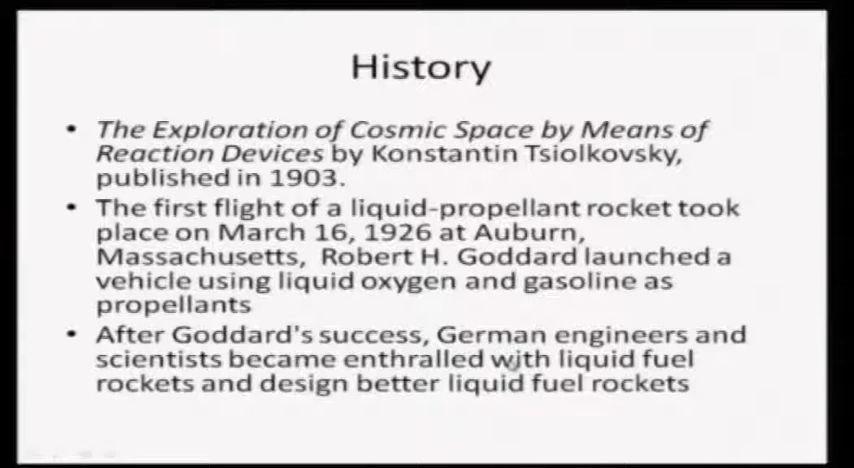 History
• The Exploration of Cosmic Space by Means of
Reaction Devices by Konstantin Tsiolkovsky,
published in 1903.
• The first flight of a liquid-propellant rocket took
place on March 16, 1926 at Auburn,
Massachusetts, Robert H. Goddard launched a
vehicle using liquid oxygen and gasoline as
propellants
• After Goddard's success, German engineers and
scientists became enthralled with liquid fuel
rockets and design better liquid fuel rockets